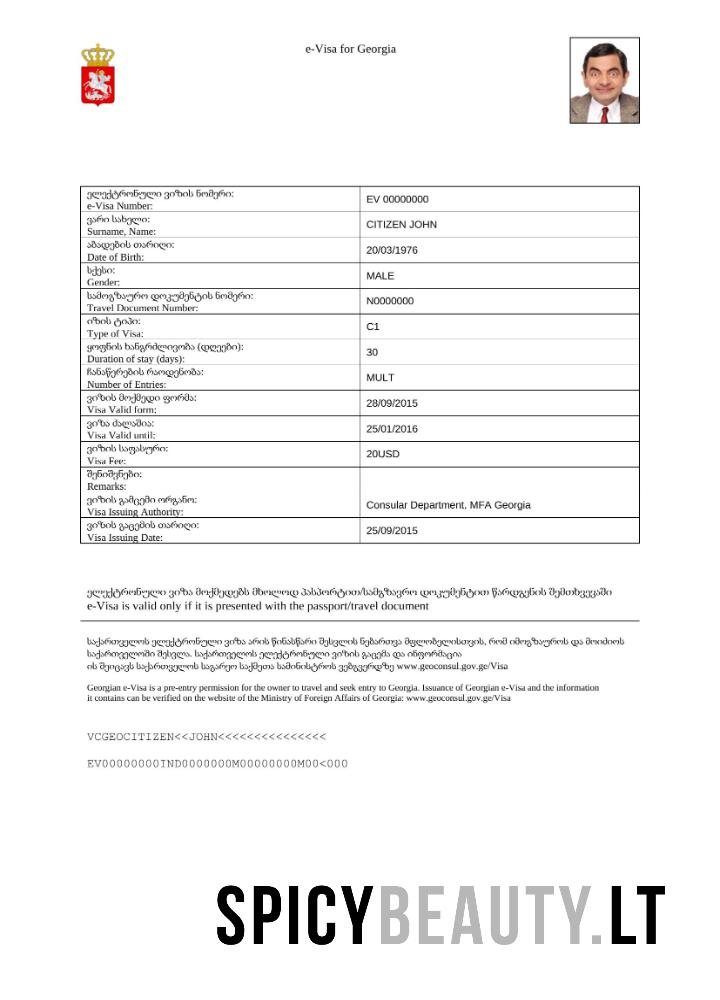 e-Visa for Georgia
ელექტრონული ვიზის ნომერი:
e-Visa Number:
EV 00000000
ვარი სახელი:
Surname, Name:
CITIZEN JOHN
აბადების თარიღი:
Date of Birth:
20/03/1976
სქესი:
Gender:
MALE
სამოგზაურო დოკუმენტის ნომერი:
Travel Document Number:
N0000000
იზის ტიპი:
Type of Visa:
C1
ყოფნის ხანგრძლივობა (დღეები):
Duration of stay (days):
30
ჩანაწერების რაოდენობა:
Number of Entries:
MULT
ვიზის მოქმედი ფორმა:
Visa Valid form:
28/09/2015
ვიზა ძალაშია:
Visa Valid until:
25/01/2016
ვიზის საფასური:
Visa Fee:
20USD
შენიშვნები:
Remarks:
ვიზის გამცემი ორგანო:
Visa Issuing Authority:
Consular Department, MFA Georgia
ვიზის გაცემის თარიღი:
Visa Issuing Date:
25/09/2015
ელექტრონული ვიზა მოქმედებს მხოლოდ პასპორტით/სამგზავრო დოკუმენტით წარდგენის შემთხვევაში
e-Visa is valid only if it is presented with the passport/travel document
საქართველოს ელექტრონული ვიზა არის წინასწარი შესვლის ნებართვა მფლობელისთვის, რომ იმოგზაუროს და მოიძიოს
საქართველოში შესვლა. საქართველოს ელექტრონული ვიზის გაცემა და ინფორმაცია
ის შეიცავს საქართველოს საგარეო საქმეთა სამინისტროს ვებგვერდზე www.geoconsul.gov.ge/Visa
Georgian e-Visa is a pre-entry permission for the owner to travel and seek entry to Georgia. Issuance of Georgian e-Visa and the information
it contains can be verified on the website of the Ministry of Foreign Affairs of Georgia: www.geoconsul.gov.ge/Visa
VCGEOCITIZEN<<JOHN<<<<<<<<<<<<<<<
EV00000000IND0000000M00000000M00<000
SPICYBEAUTY.LT